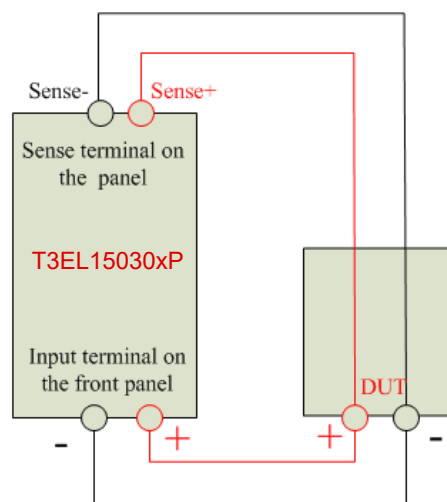 Sense- Sense+
Sense terminal on
the panel
T3EL15030xP
Input terminal on
the front panel
DUT
- + + -